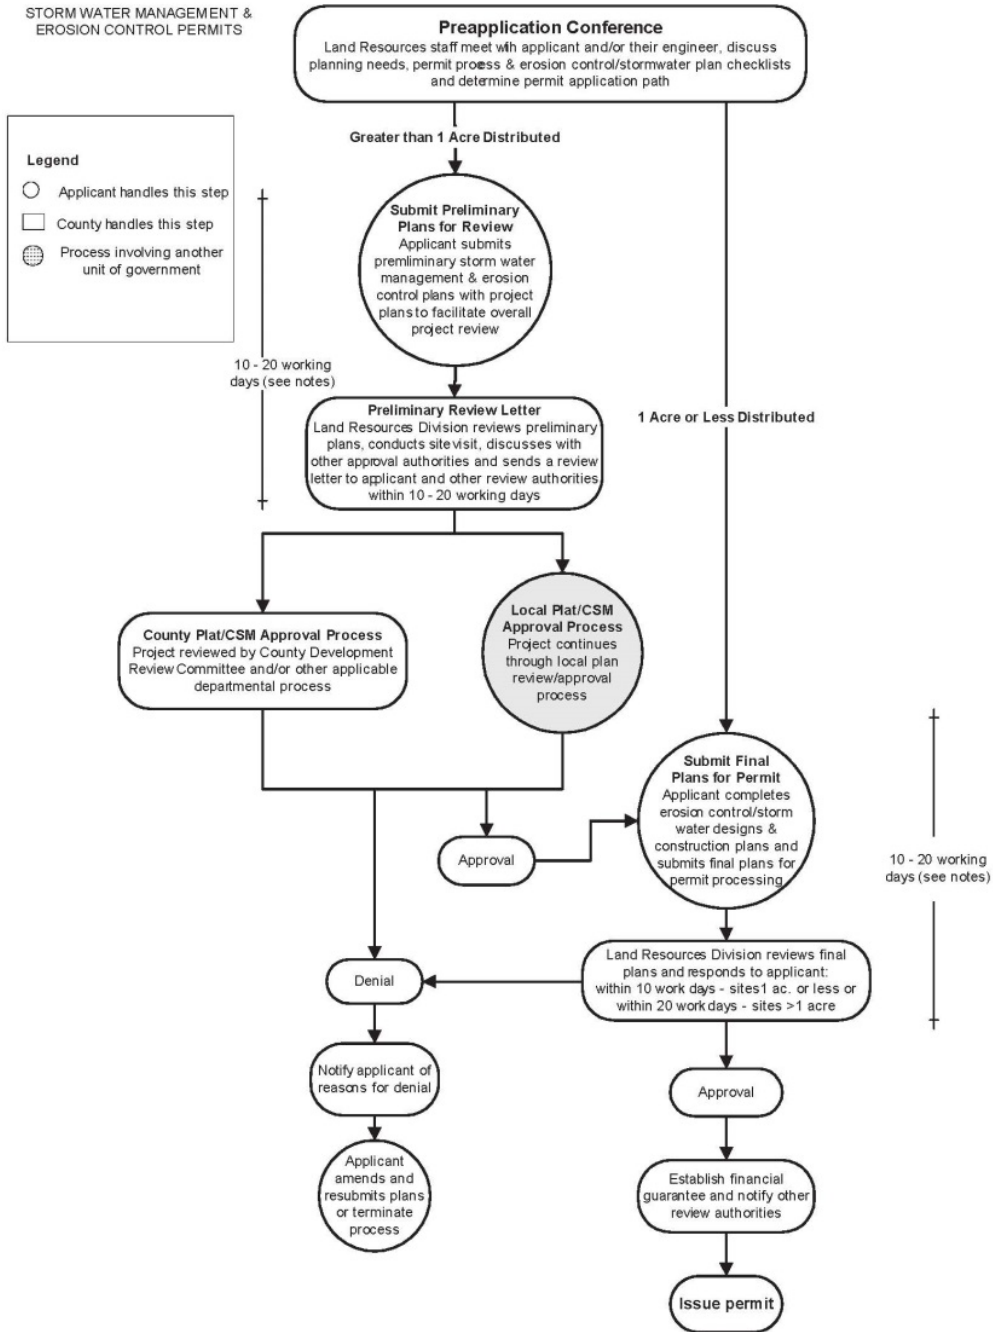 STORM WATER MANAGEMENT &
EROSION CONTROL PERMITS
Preapplication Conference
Land Resources staff meet with applicant and/or their engineer, discuss
planning needs, permit process & erosion control/stormwater plan checklists
and determine permit application path
Greater than 1 Acre Distributed
Legend
Applicant handles this step
County handles this step
Process involving another
unit of government
Submit Preliminary
Plans for Review
Applicant submits
premliminary storm water
management & erosion
control plans with project
plans to facilitate overall
project review
10 - 20 working
days (see notes)
Preliminary Review Letter
Land Resources Division reviews preliminary
plans, conducts site visit, discusses with
other approval authorities and sends a review
letter to applicant and other review authorities
within 10 - 20 working days
1 Acre or Less Distributed
County Plat/CSM Approval Process
Project reviewed by County Development
Review Committee and/or other applicable
departmental process
Local Plat/CSM
Approval Process
Project continues
through local plan
review/approval
process
Submit Final
Plans for Permit
Applicant completes
erosion control/storm
water designs &
construction plans and
submits final plans for
permit processing
Approval
10 - 20 working
days (see notes)
Land Resources Division reviews final
plans and responds to applicant:
within 10 work days - sites 1 ac. or less or
within 20 work days - sites >1 acre
Denial
Notify applicant of
reasons for denial
Applicant
amends and
resubmits plans
or terminate
process
Approval
Establish financial
guarantee and notify other
review authorities
Issue permit